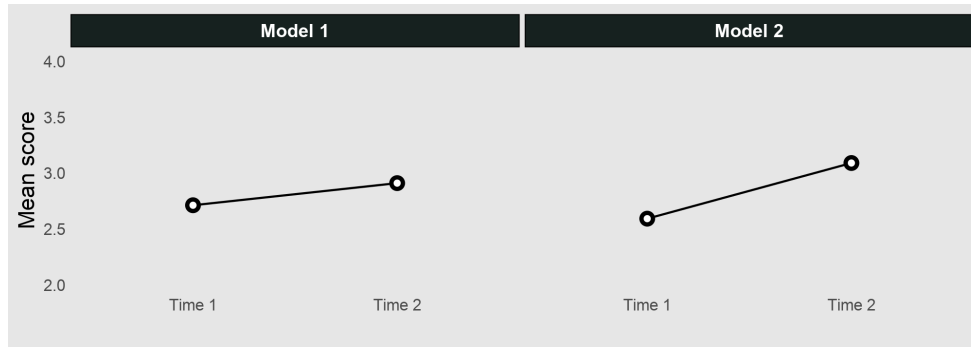 Model 1
Model 2
Mean score
4.0
3.5
3.0
2.5
2.0
Time 1
Time 2
Time 1
Time 2